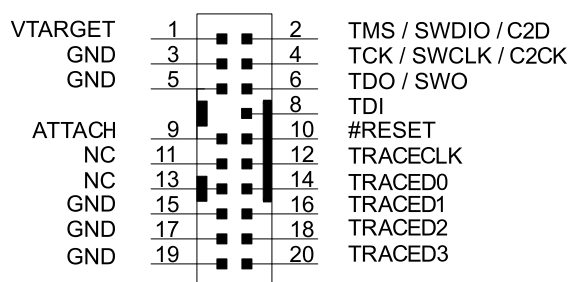 VTARGET 1 2 TMS / SWDIO / C2D
GND 3 4 TCK / SWCLK / C2CK
GND 5 6 TDO / SWO
8 TDI
ATTACH 9 10 #RESET
NC 11 12 TRACECLK
NC 13 14 TRACED0
GND 15 16 TRACED1
GND 17 18 TRACED2
GND 19 20 TRACED3